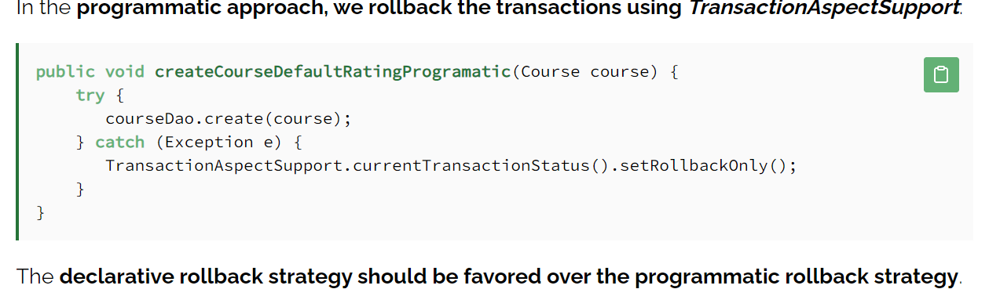 In the programmatic approach, we rollback the transactions using TransactionAspectSupport.
public void createCourseDefaultRatingProgramatic(Course course) {
    try {
       courseDao.create(course);
    } catch (Exception e) {
       TransactionAspectSupport.currentTransactionStatus().setRollbackOnly();
    }
}
The declarative rollback strategy should be favored over the programmatic rollback strategy.